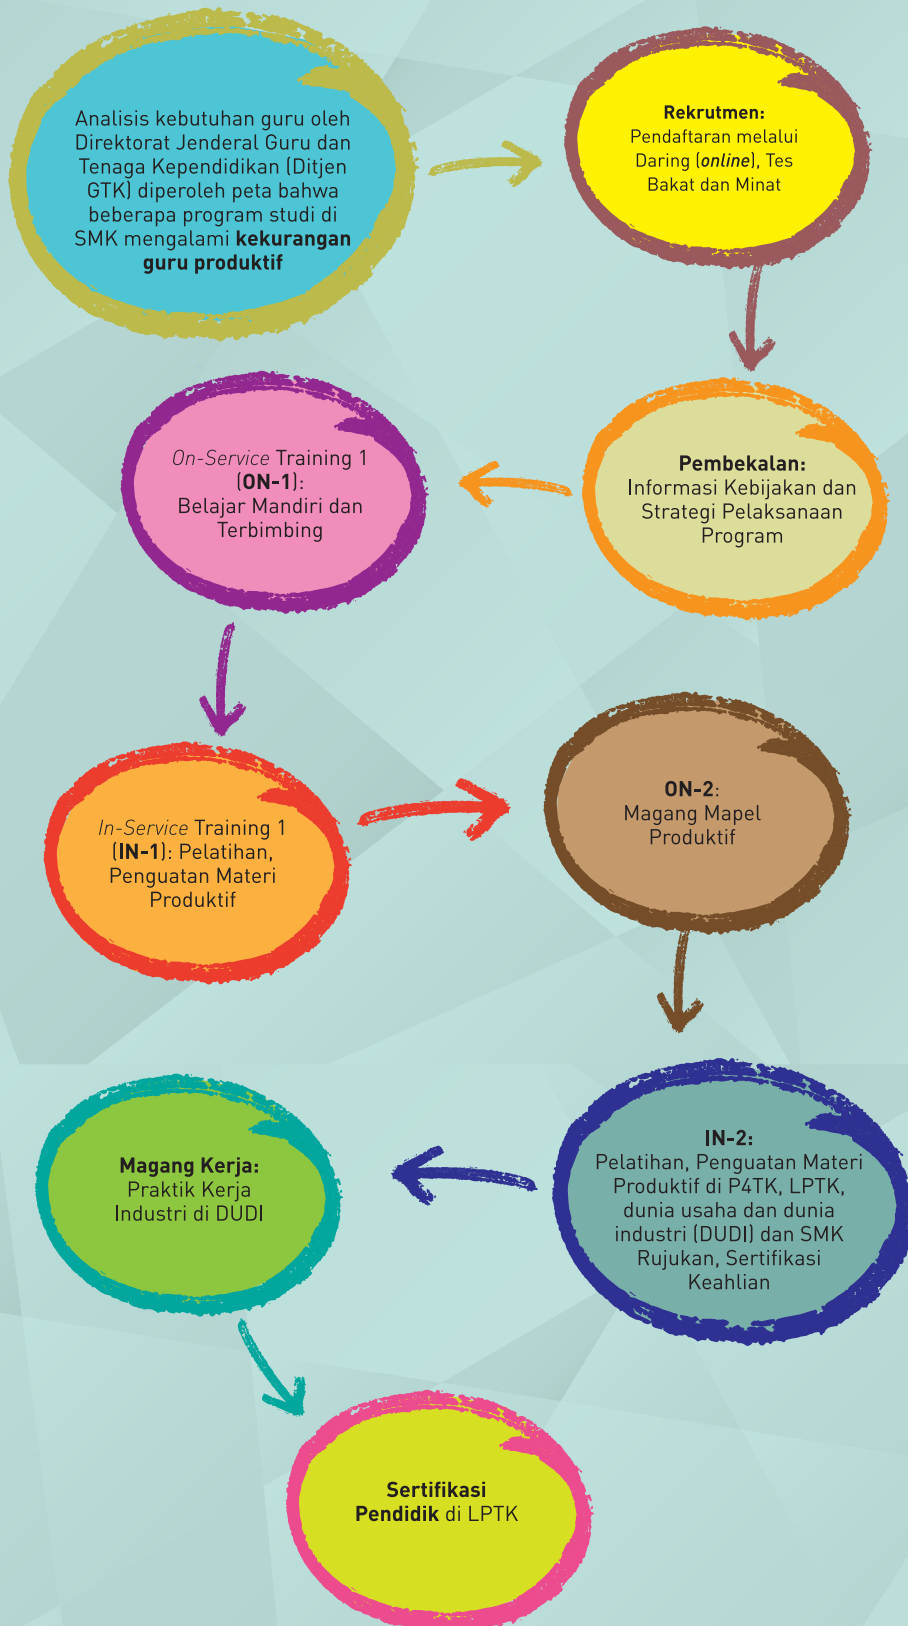 Analisis kebutuhan guru oleh
Direktorat Jenderal Guru dan
Tenaga Kependidikan (Ditjen
GTK) diperoleh peta bahwa
beberapa program studi di
SMK mengalami kekurangan
guru produktif
Rekrutmen:
Pendaftaran melalui
Daring (online), Tes
Bakat dan Minat
Pembekalan:
Informasi Kebijakan dan
Strategi Pelaksanaan
Program
On-Service Training 1
(ON-1):
Belajar Mandiri dan
Terbimbing
In-Service Training 1
(IN-1): Pelatihan,
Penguatan Materi
Produktif
ON-2:
Magang Mapel
Produktif
IN-2:
Pelatihan, Penguatan Materi
Produktif di P4TK, LPTK,
dunia usaha dan dunia
industri (DUDI) dan SMK
Rujukan, Sertifikasi
Keahlian
Magang Kerja:
Praktik Kerja
Industri di DUDI
Sertifikasi
Pendidik di LPTK